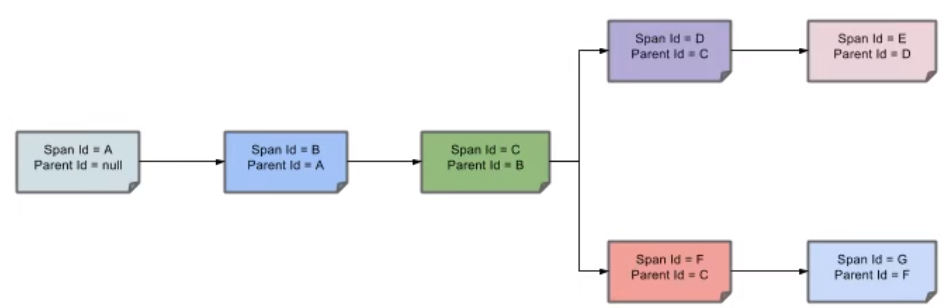 Span Id = D
Parent Id = C
Span Id = E
Parent Id = D
Span Id = A
Parent Id = null
Span Id = B
Parent Id = A
Span Id = C
Parent Id = B
Span Id = F
Parent Id = C
Span Id = G
Parent Id = F